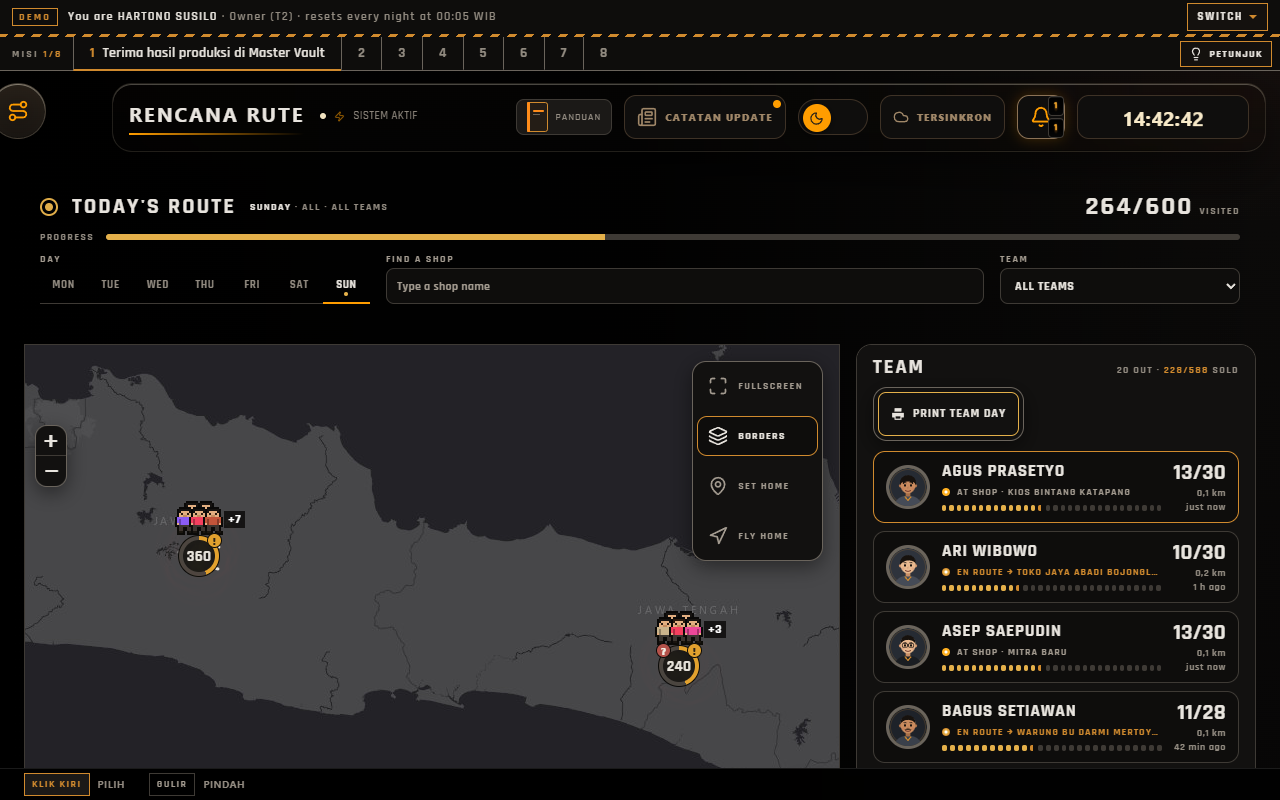 DEMO You are HARTONO SUSILO · Owner (T2) · resets every night at 00:05 WIB SWITCH
MISI 1/8 1 Terima hasil produksi di Master Vault 2 3 4 5 6 7 8 PETUNJUK
RENCANA RUTE SISTEM AKTIF PANDUAN CATATAN UPDATE TERSINKRON 1 1 14:42:42
TODAY'S ROUTE SUNDAY · ALL · ALL TEAMS 264/600 VISITED
PROGRESS
DAY FIND A SHOP TEAM
MON TUE WED THU FRI SAT SUN Type a shop name ALL TEAMS
FULLSCREEN
BORDERS
SET HOME
FLY HOME
+
−
+7
!
360
JAWA TENGAH
+3
? !
240
TEAM 20 OUT · 228/588 SOLD
PRINT TEAM DAY
AGUS PRASETYO 13/30
AT SHOP · KIOS BINTANG KATAPANG 0,1 km
just now
ARI WIBOWO 10/30
EN ROUTE → TOKO JAYA ABADI BOJONGL… 0,2 km
1 h ago
ASEP SAEPUDIN 13/30
AT SHOP · MITRA BARU 0,1 km
just now
BAGUS SETIAWAN 11/28
EN ROUTE → WARUNG BU DARMI MERTOY… 0,1 km
42 min ago
KLIK KIRI PILIH GULIR PINDAH